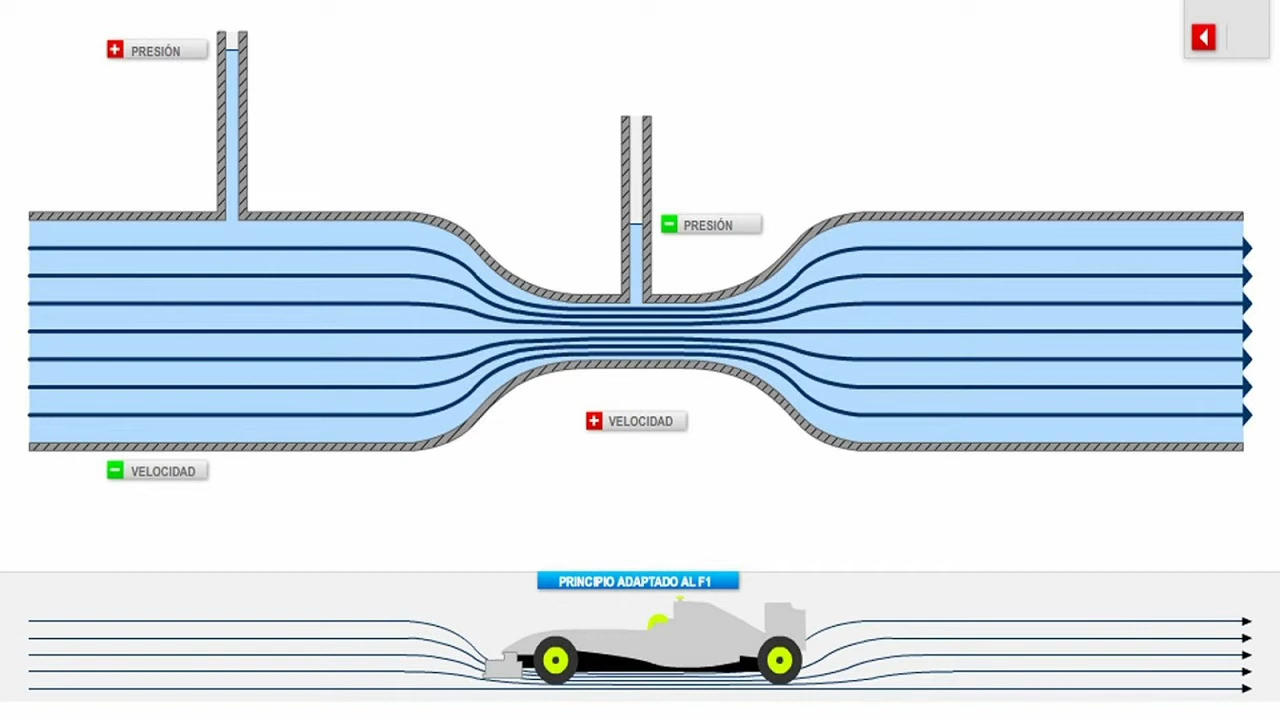 PRESIÓN
PRESIÓN
VELOCIDAD
VELOCIDAD
PRINCIPIO ADAPTADO AL F1